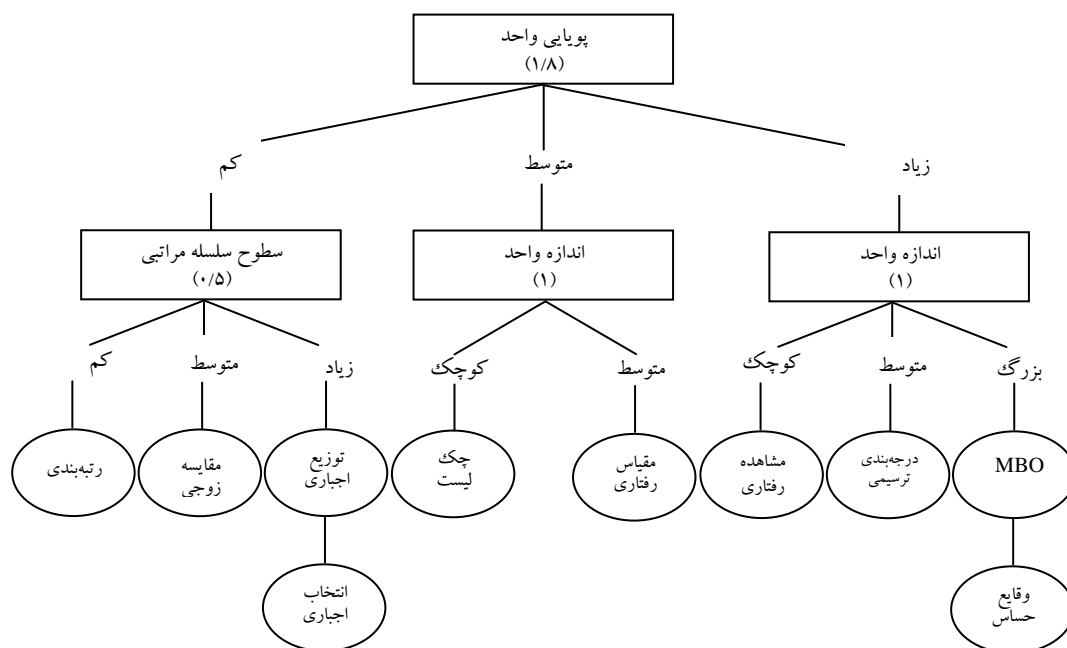 پویایی واحد
(۱/۸)
زیاد
متوسط
کم
اندازه واحد
(۱)
اندازه واحد
(۱)
سطوح سلسله مراتبی
(۰/۵)
بزرگ
متوسط
کوچک
متوسط
کوچک
زیاد
متوسط
کم
MBO
درجه‌بندی
ترسیمی
مشاهده
رفتاری
مقیاس
رفتاری
چک
لیست
توزیع
اجباری
مقایسه
زوجی
رتبه‌بندی
وقایع
حساس
انتخاب
اجباری